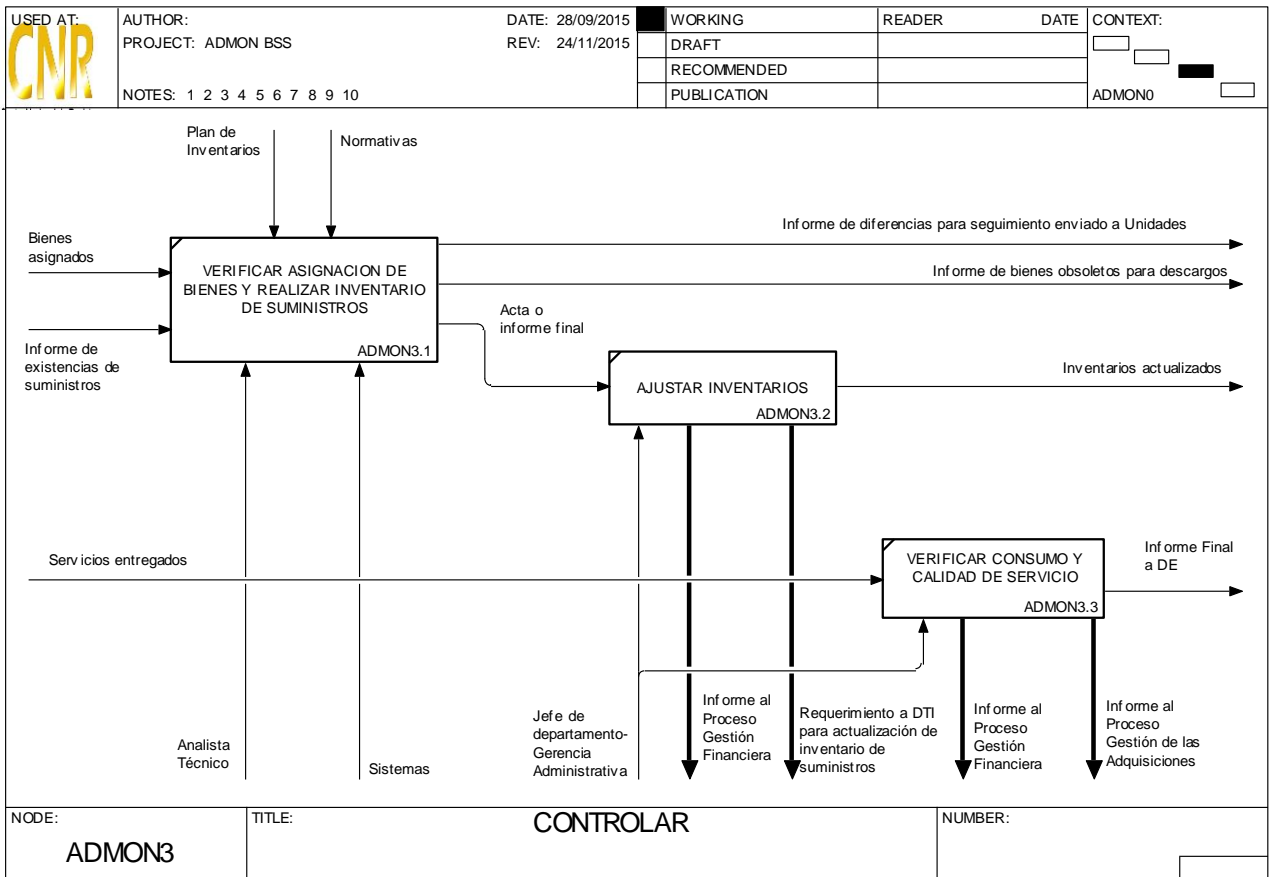 USED AT:
CNR
AUTHOR:
PROJECT: ADMON BSS
NOTES: 1 2 3 4 5 6 7 8 9 10
DATE: 28/09/2015
REV: 24/11/2015
WORKING
DRAFT
RECOMMENDED
PUBLICATION
READER
DATE
CONTEXT:
ADMON0
Plan de
Inventarios
Normativas
Bienes
asignados
Informe de
existencias de
suministros
VERIFICAR ASIGNACION DE
BIENES Y REALIZAR INVENTARIO
DE SUMINISTROS
ADMON3.1
Informe de diferencias para seguimiento enviado a Unidades
Informe de bienes obsoletos para descargos
Acta o
informe final
AJUSTAR INVENTARIOS
ADMON3.2
Inventarios actualizados
Servicios entregados
VERIFICAR CONSUMO Y
CALIDAD DE SERVICIO
ADMON3.3
Informe Final
a DE
Analista
Técnico
Sistemas
Jefe de
departamento-
Gerencia
Administrativa
Informe al
Proceso
Gestión
Financiera
Requerimiento a DTI
para actualización de
inventario de
suministros
Informe al
Proceso
Gestión
Financiera
Informe al
Proceso
Gestión de las
Adquisiciones
NODE:
ADMON3
TITLE:
CONTROLAR
NUMBER: